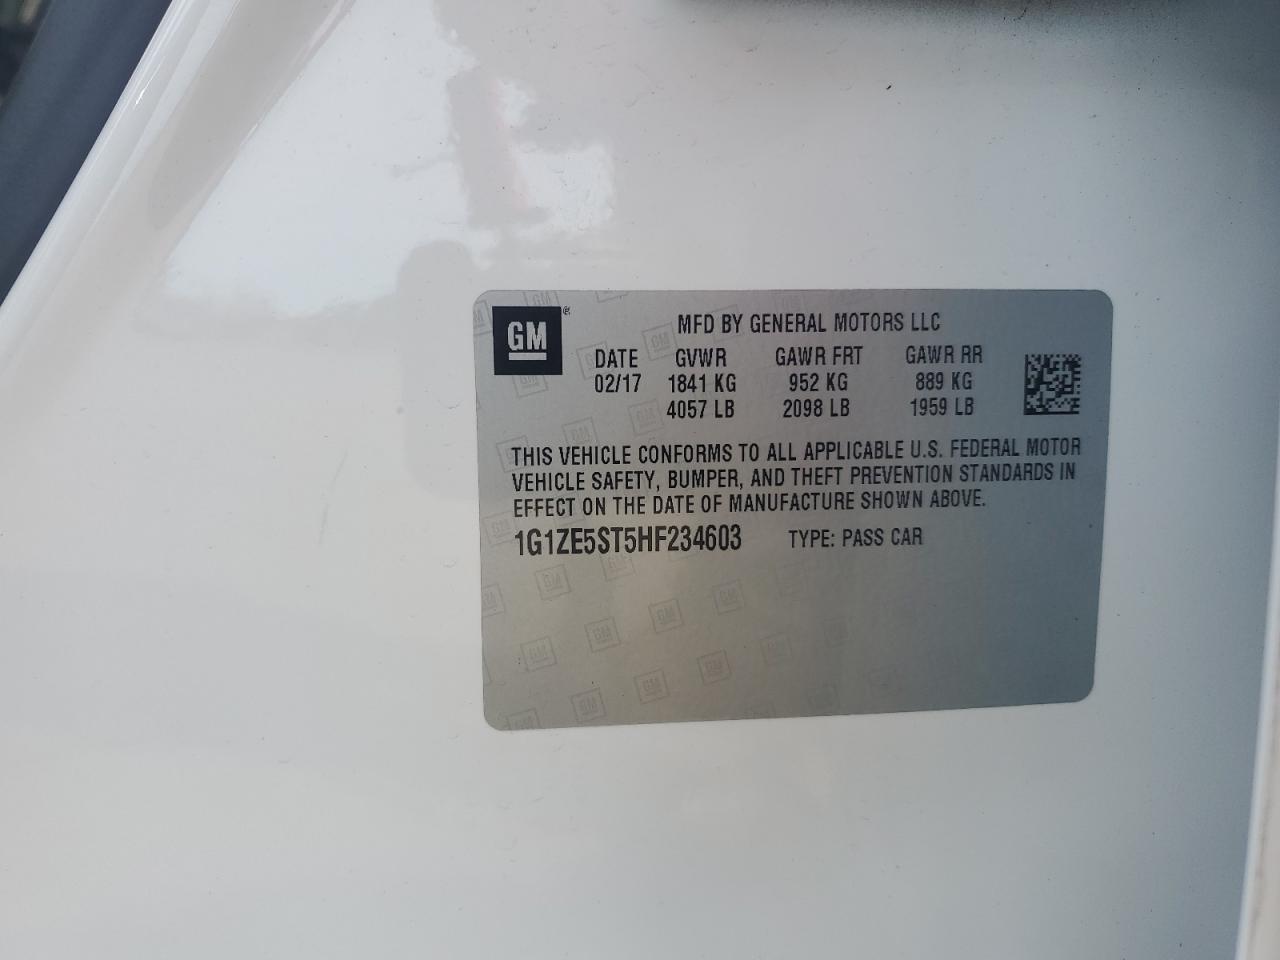 GM®
MFD BY GENERAL MOTORS LLC
DATE GVWR GAWR FRT GAWR RR
02/17 1841 KG 952 KG 889 KG
4057 LB 2098 LB 1959 LB
THIS VEHICLE CONFORMS TO ALL APPLICABLE U.S. FEDERAL MOTOR
VEHICLE SAFETY, BUMPER, AND THEFT PREVENTION STANDARDS IN
EFFECT ON THE DATE OF MANUFACTURE SHOWN ABOVE.
1G1ZE5ST5HF234603 TYPE: PASS CAR